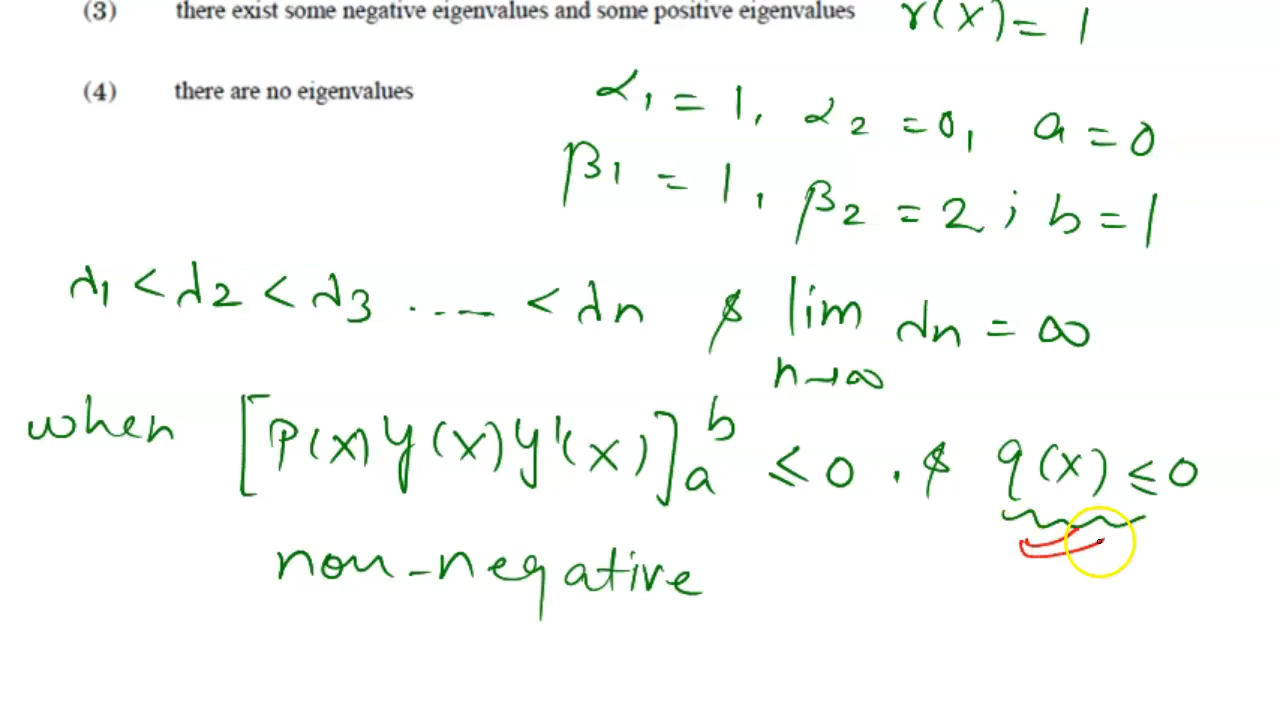 (3) there exist some negative eigenvalues and some positive eigenvalues r(x) = 1
(4) there are no eigenvalues
α1 = 1, α2 = 0, a = 0
β1 = 1, β2 = 2; b = 1
λ1 < λ2 < λ3 ..... < λn & lim n→∞ λn = ∞
when [P(x) y(x) y'(x)]_a^b ≤ 0. & q(x) ≤ 0
non-negative